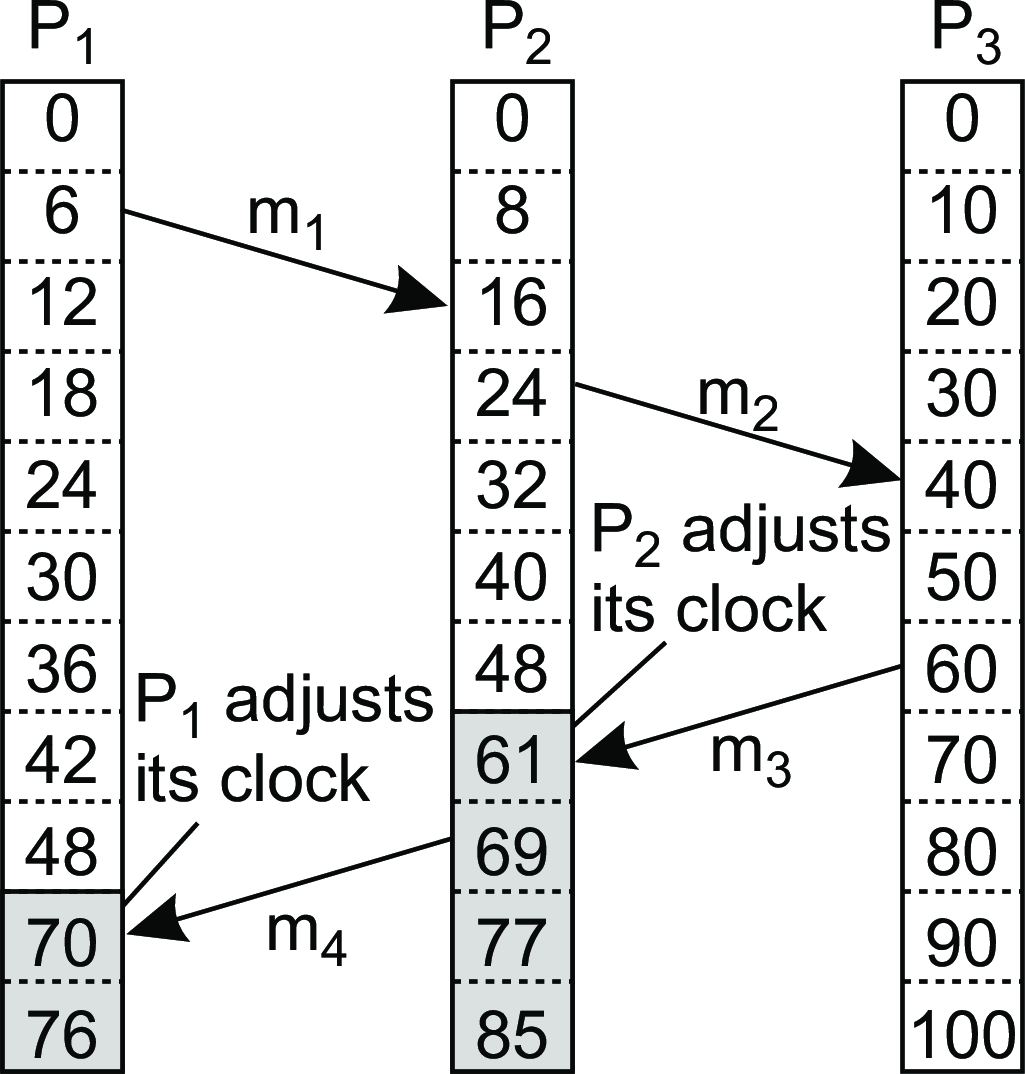 P1 P2 P3
0 0 0
6 m1 8 10
12 16 20
18 24 m2 30
24 32 40
30 40 50
P2 adjusts
its clock
36 48 60
P1 adjusts
its clock
42 61 m3 70
48 69 80
70 m4 77 90
76 85 100